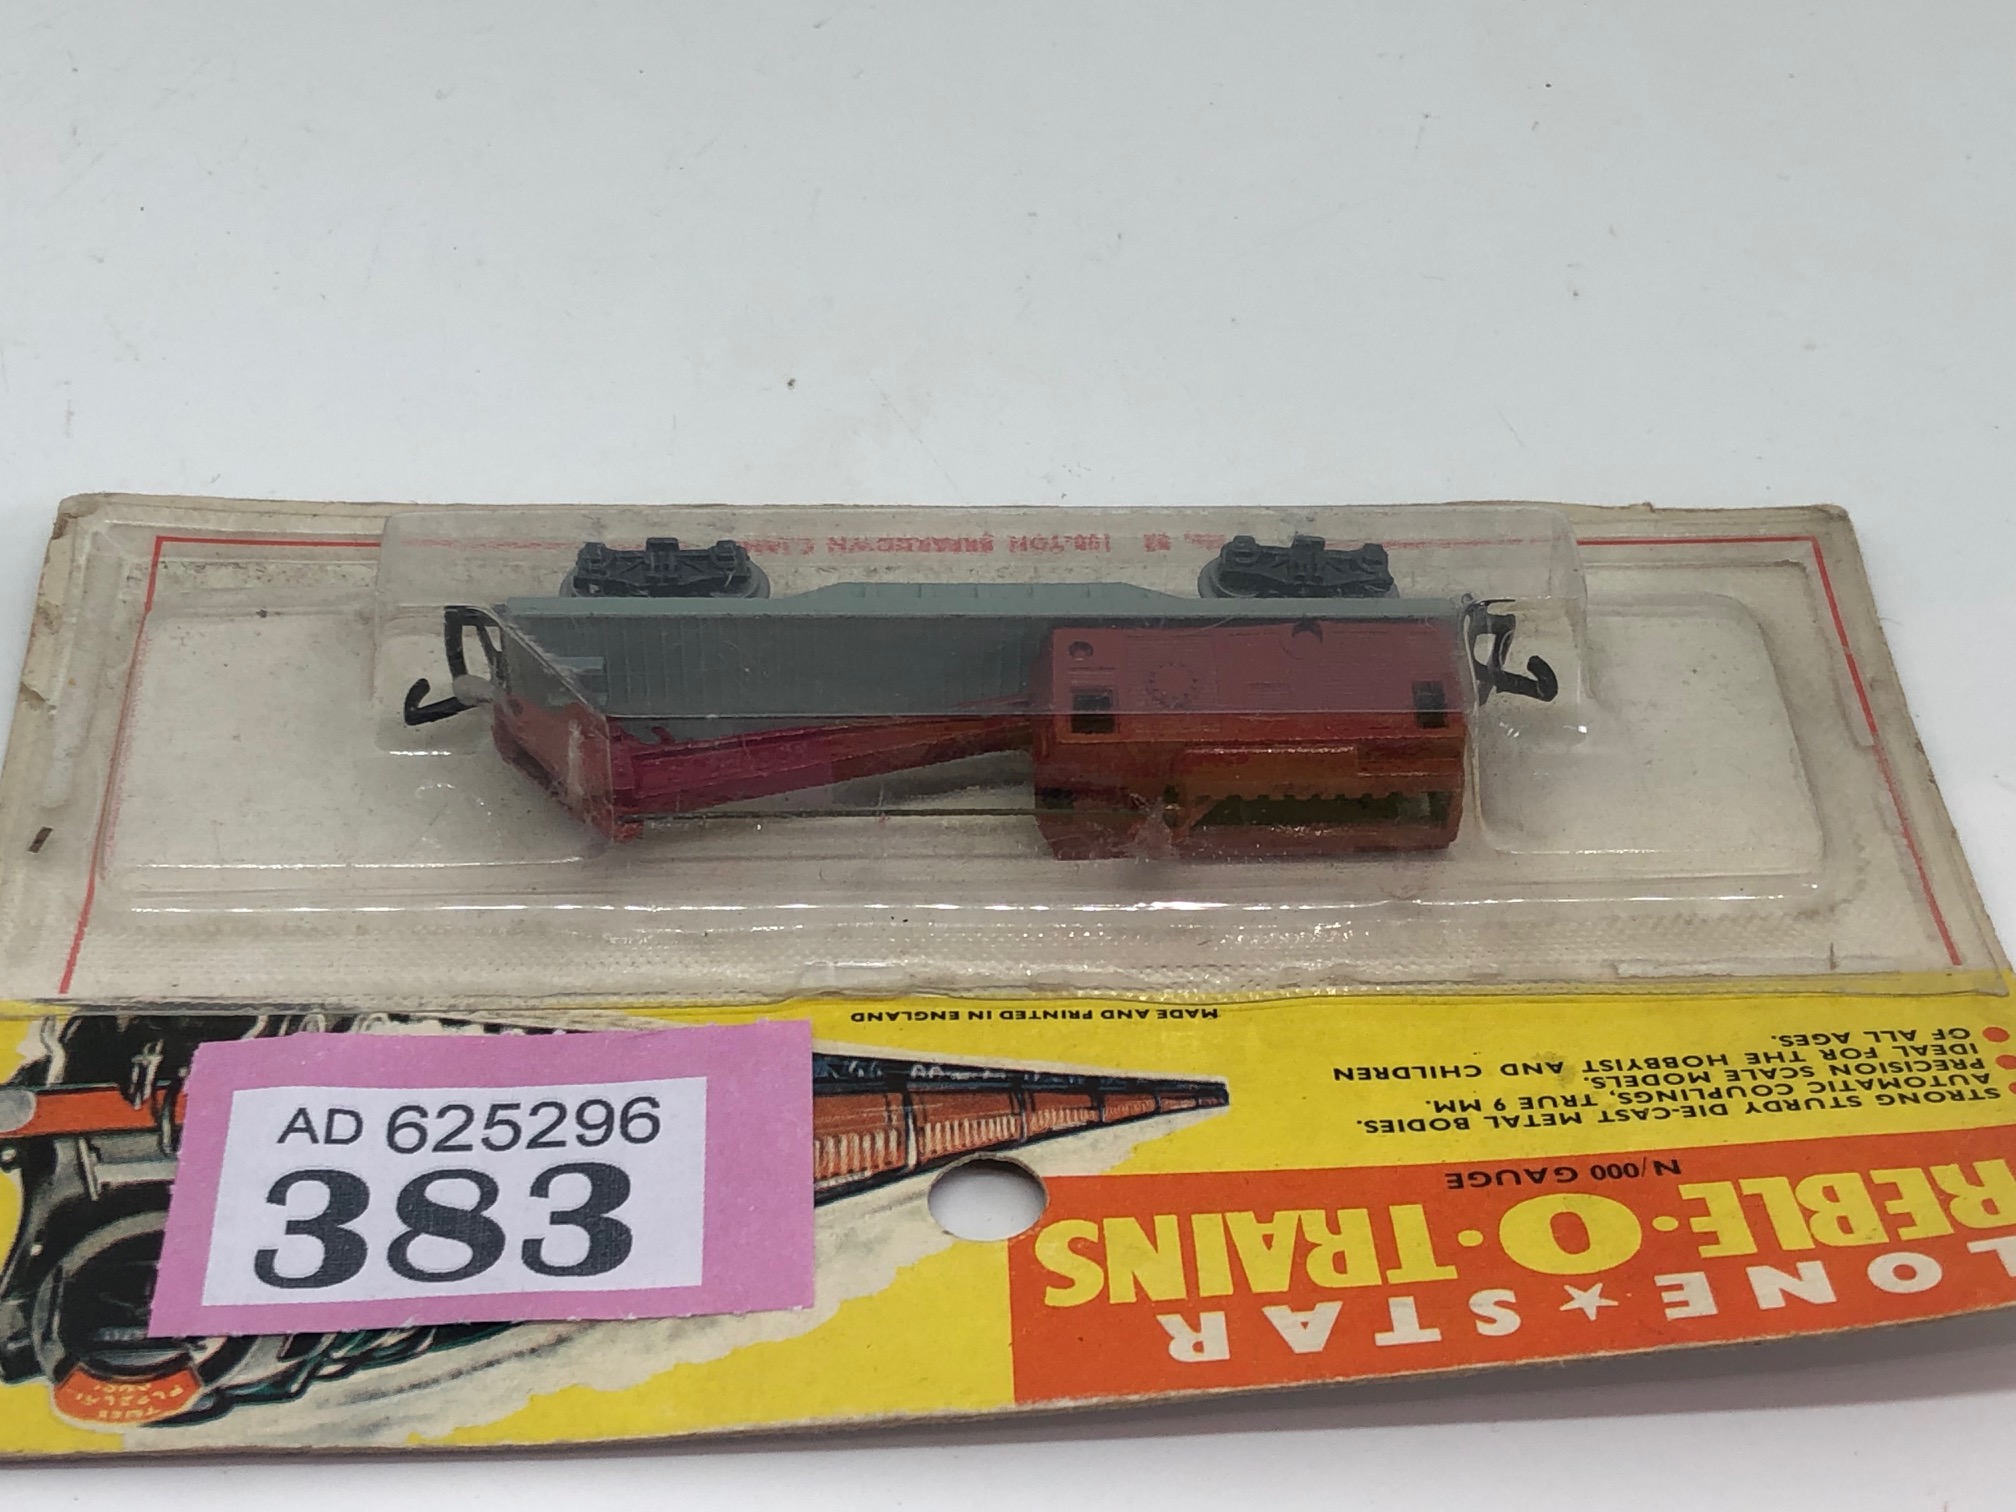 LONE ★ STAR
REBLE·O·TRAINS
N/000 GAUGE
STRONG STURDY DIE-CAST METAL BODIES.
AUTOMATIC COUPLINGS, TRUE 9 MM.
PRECISION SCALE MODELS.
IDEAL FOR THE HOBBYIST AND CHILDREN
OF ALL AGES.
MADE AND PRINTED IN ENGLAND
AD 625296
383